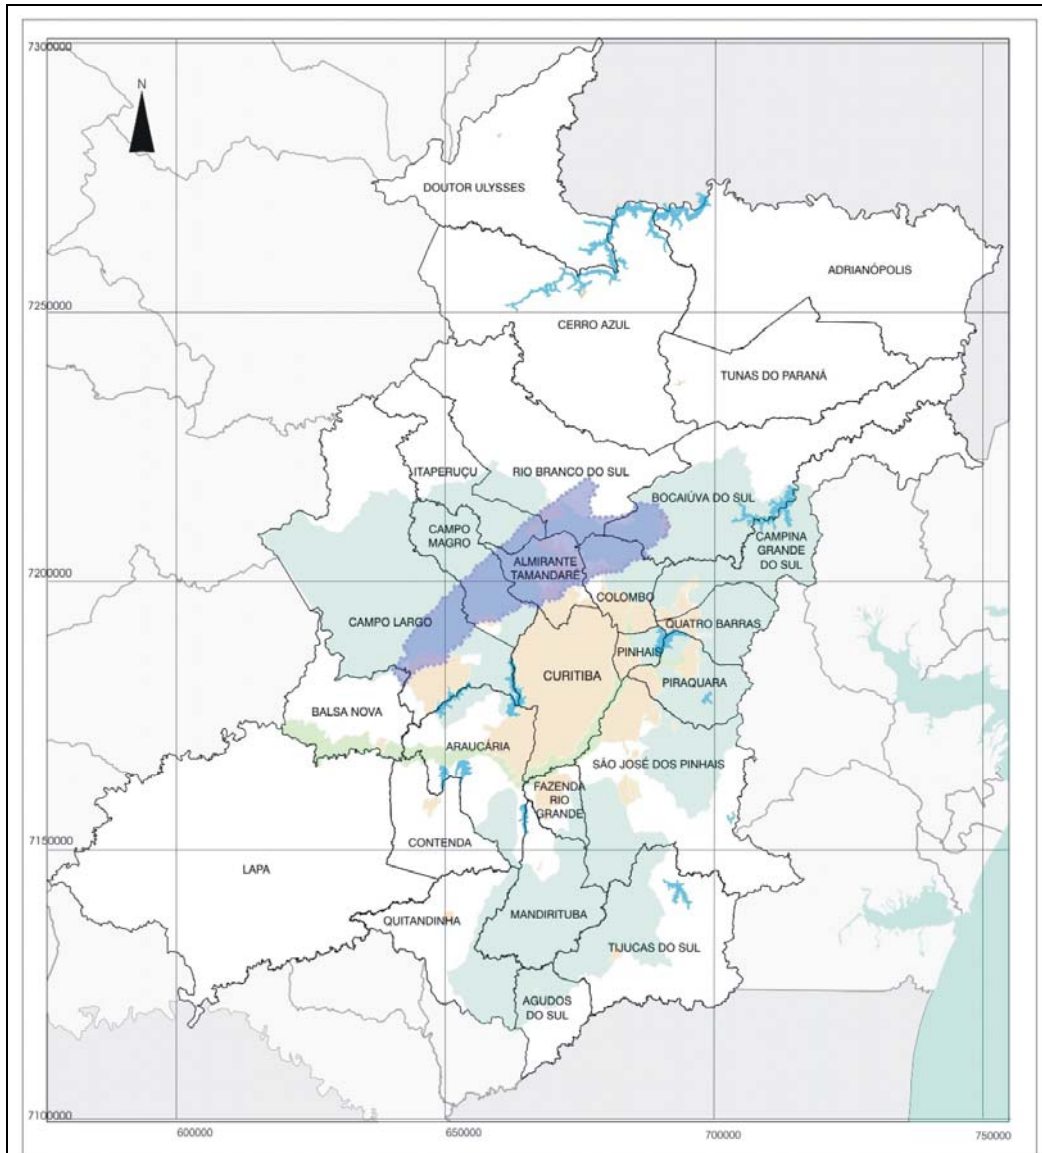 7300000
N
DOUTOR ULYSSES
ADRIANÓPOLIS
7250000
CERRO AZUL
TUNAS DO PARANÁ
ITAPERUÇU
RIO BRANCO DO SUL
BOCAIÚVA DO SUL
CAMPO
MAGRO
CAMPINA
GRANDE
DO SUL
ALMIRANTE
TAMANDARÉ
7200000
COLOMBO
CAMPO LARGO
QUATRO BARRAS
PINHAIS
CURITIBA
PIRAQUARA
BALSA NOVA
ARAUCÁRIA
SÃO JOSÉ DOS PINHAIS
FAZENDA
RIO
GRANDE
7150000
CONTENDA
LAPA
QUITANDINHA
MANDIRITUBA
TIJUCAS DO SUL
AGUDOS
DO SUL
7100000
600000
650000
700000
750000